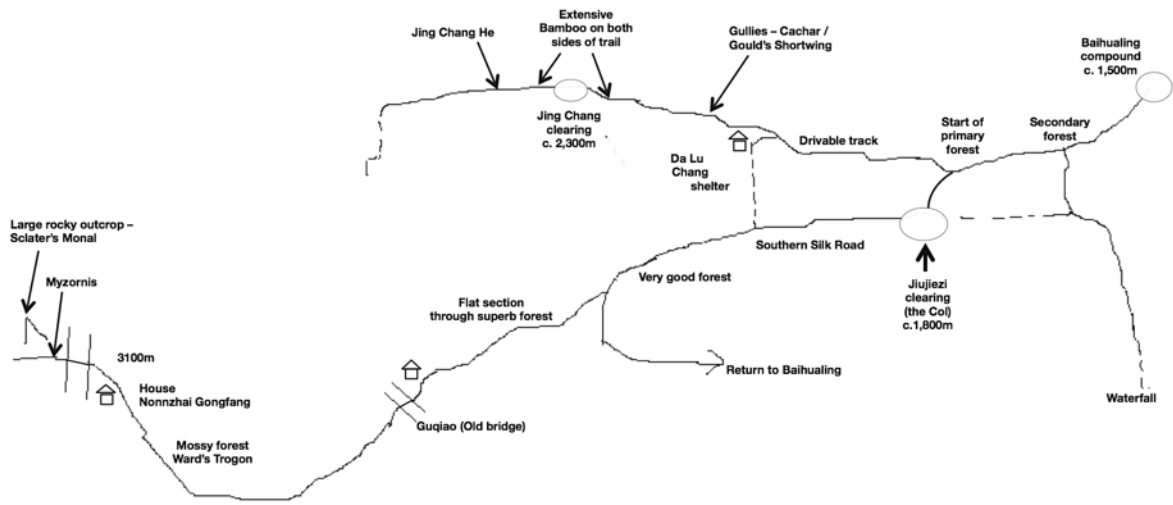 Jing Chang He
Extensive
Bamboo on both
sides of trail
Gullies – Cachar /
Gould's Shortwing
Baihualing
compound
c. 1,500m
Jing Chang
clearing
c. 2,300m
Da Lu
Chang
shelter
Drivable track
Start of
primary
forest
Secondary
forest
Large rocky outcrop –
Sclater's Monal
Myzornis
Southern Silk Road
Very good forest
Jiujiezi
clearing
(the Col)
c.1,800m
Flat section
through superb forest
3100m
House
Nonnzhai Gongfang
Return to Baihualing
Waterfall
Guqiao (Old bridge)
Mossy forest
Ward's Trogon